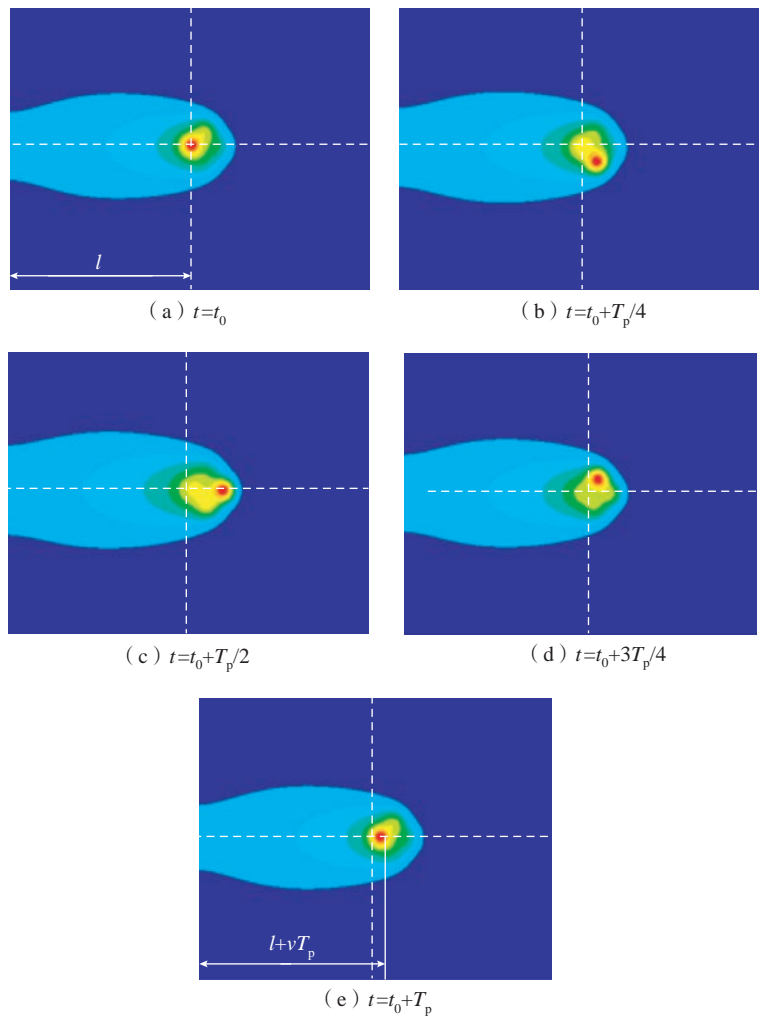 l
(a) t=t₀
(b) t=t₀+Tₚ/4
(c) t=t₀+Tₚ/2
(d) t=t₀+3Tₚ/4
l+vTₚ
(e) t=t₀+Tₚ